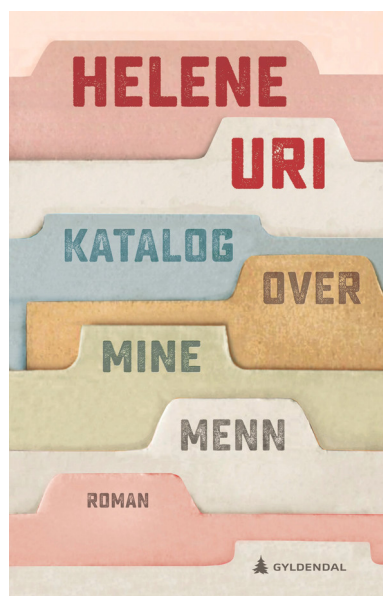 HELENE
URI
KATALOG
OVER
MINE
MENN
ROMAN
GYLDENDAL